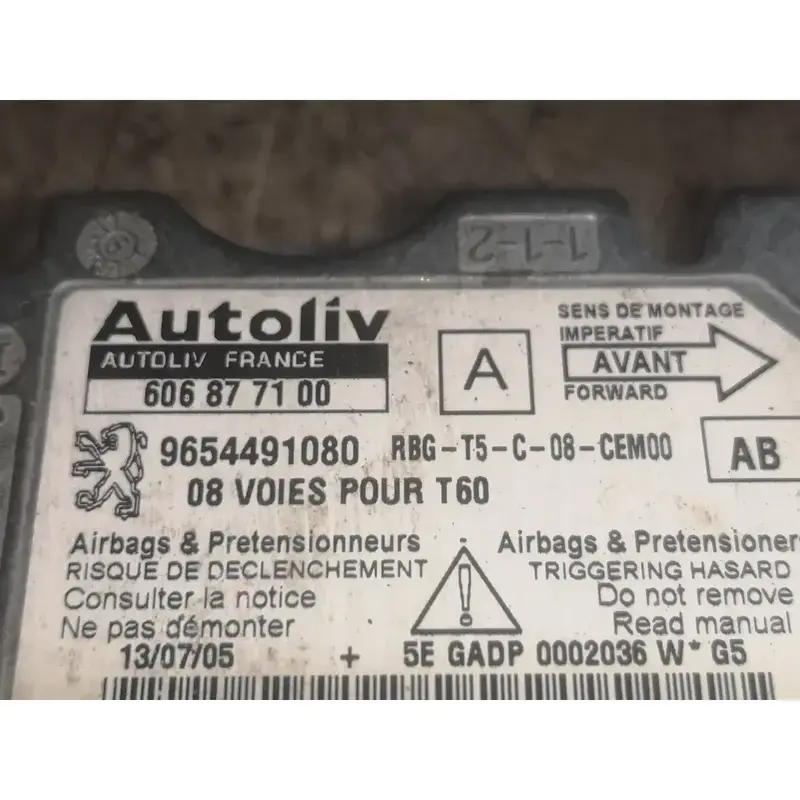 1-1-2
Autoliv
AUTOLIV FRANCE
606 87 71 00
A
SENS DE MONTAGE
IMPERATIF
AVANT
FORWARD
9654491080 RBG-T5-C-08-CEM00
AB
08 VOIES POUR T60
Airbags & Pretensionneurs
RISQUE DE DECLENCHEMENT
Consulter la notice
Ne pas démonter
Airbags & Pretensioner
TRIGGERING HASARD
Do not remove
Read manual
13/07/05 + 5E GADP 0002036 W* G5